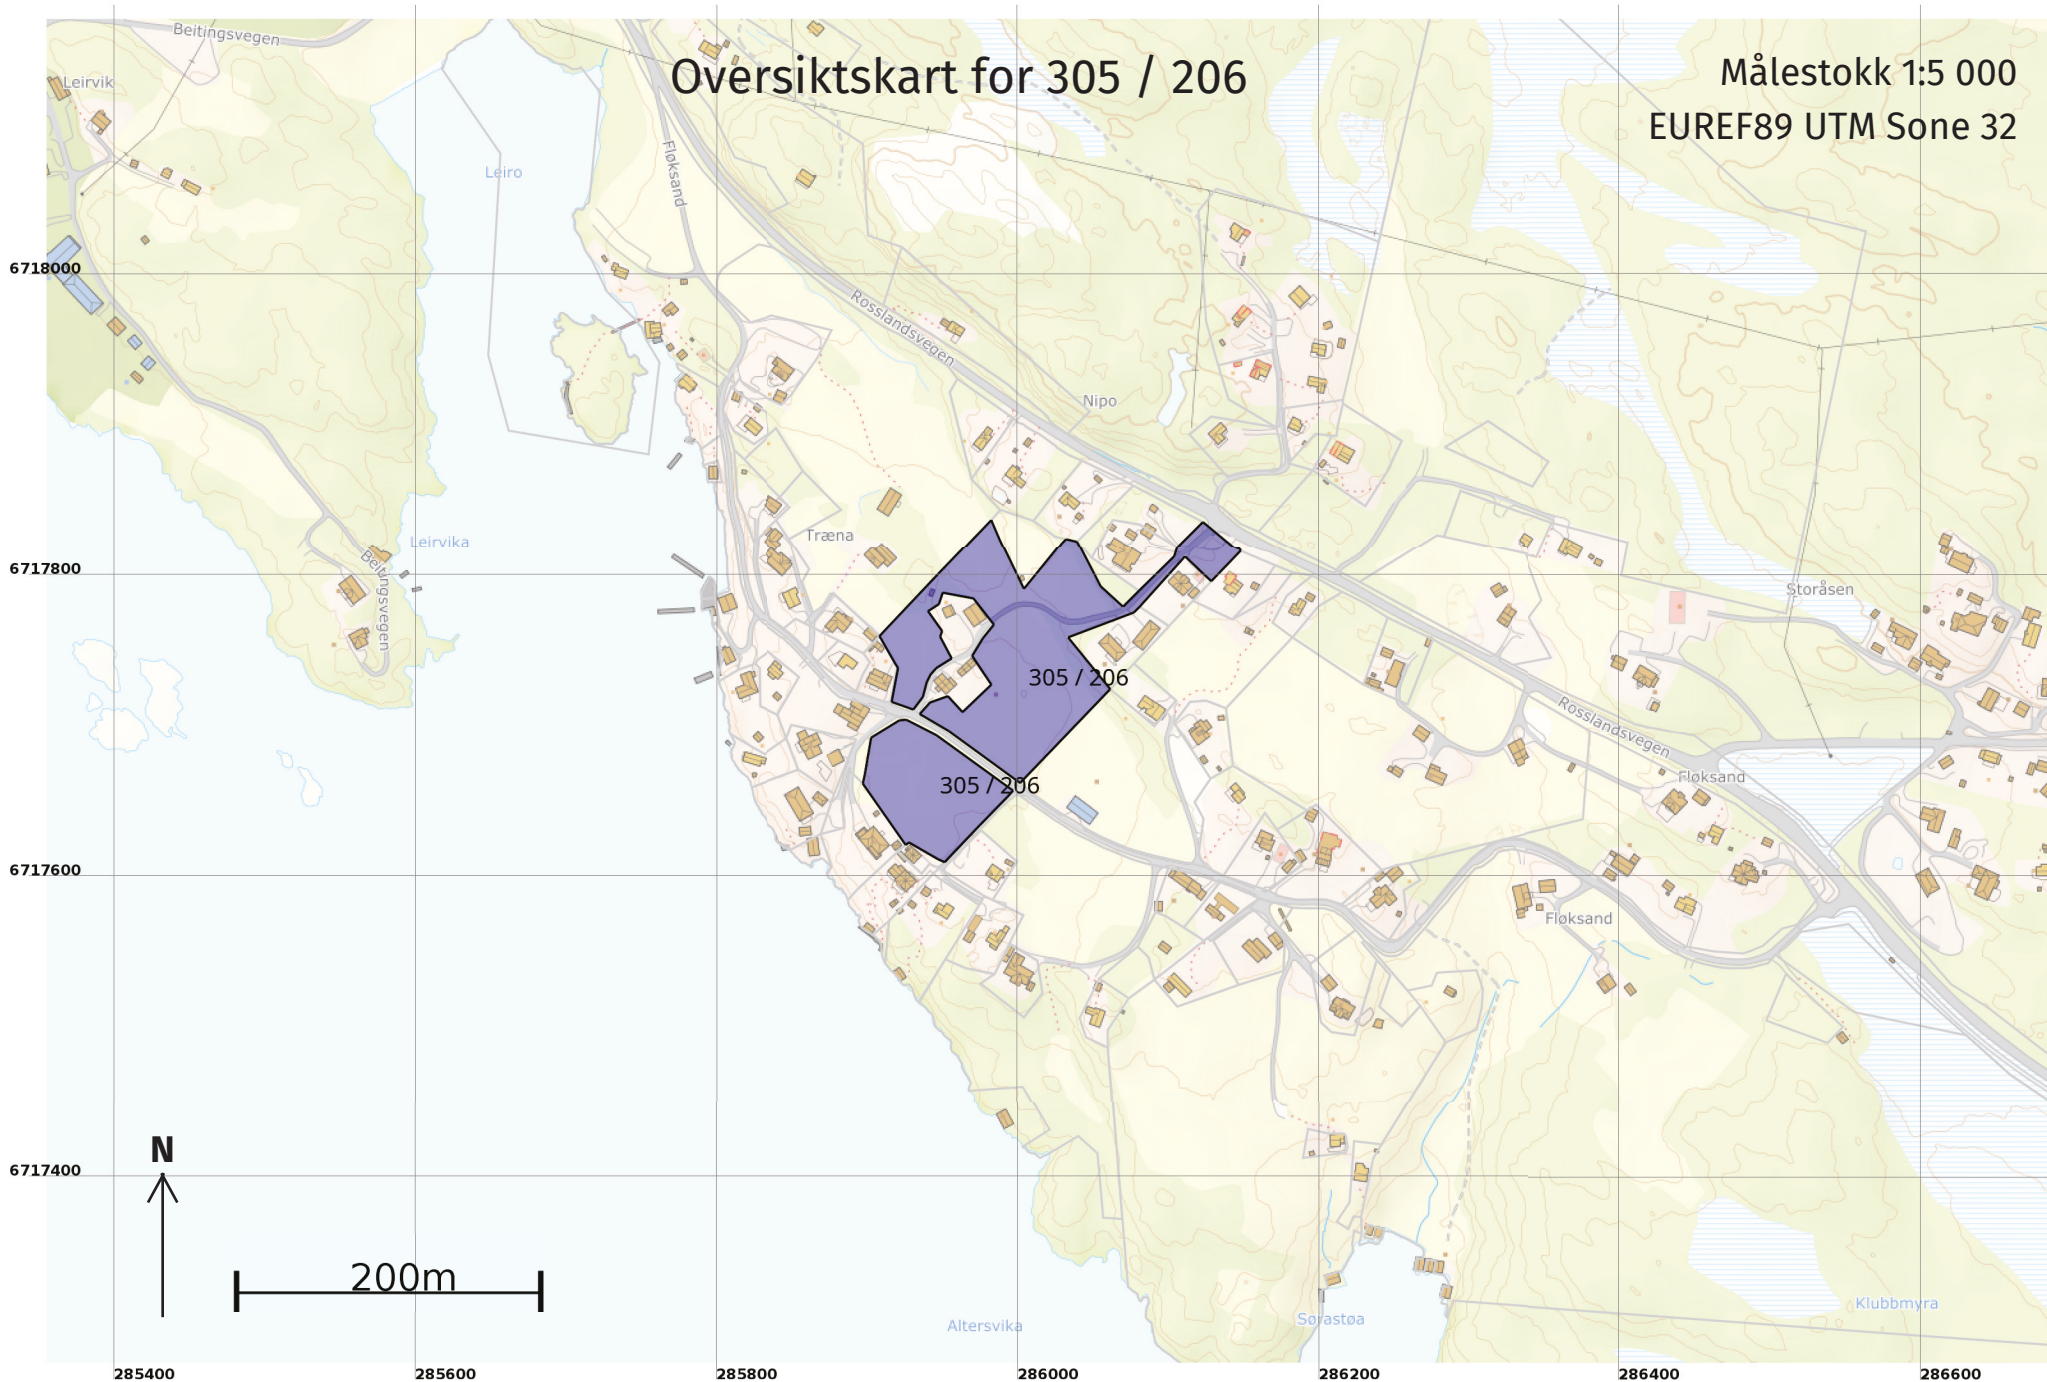 Beitingsvegen
Oversiktskart for 305 / 206
Målestokk 1:5 000
EUREF89 UTM Sone 32
Leirvik
Leiro
Fløksand
6718000
Rosslandsvegen
Nipo
Træna
Leirvika
Beitingsvegen
6717800
Storåsen
305 / 206
Rosslandsvegen
305 / 206
Fløksand
6717600
Fløksand
N
6717400
200m
Altersvika
Sørastøa
Klubbmyra
285400
285600
285800
286000
286200
286400
286600